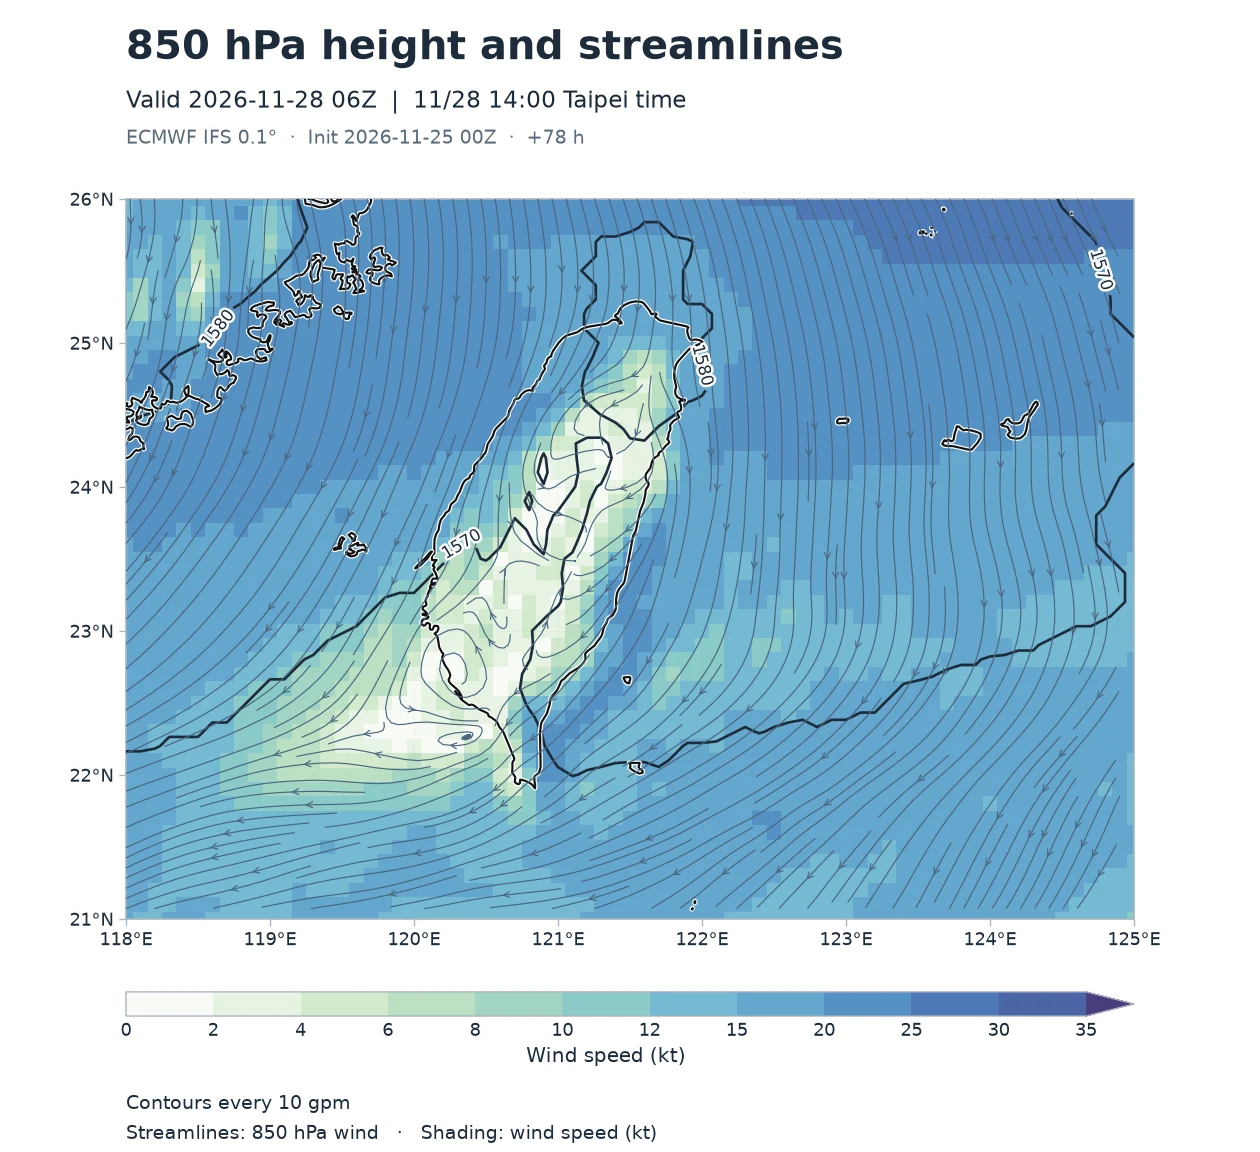 850 hPa height and streamlines
Valid 2026-11-28 06Z | 11/28 14:00 Taipei time
ECMWF IFS 0.1° · Init 2026-11-25 00Z · +78 h
26°N
25°N
24°N
23°N
22°N
21°N
1570
1580
1580
1570
118°E 119°E 120°E 121°E 122°E 123°E 124°E 125°E
0 2 4 6 8 10 12 15 20 25 30 35
Wind speed (kt)
Contours every 10 gpm
Streamlines: 850 hPa wind · Shading: wind speed (kt)